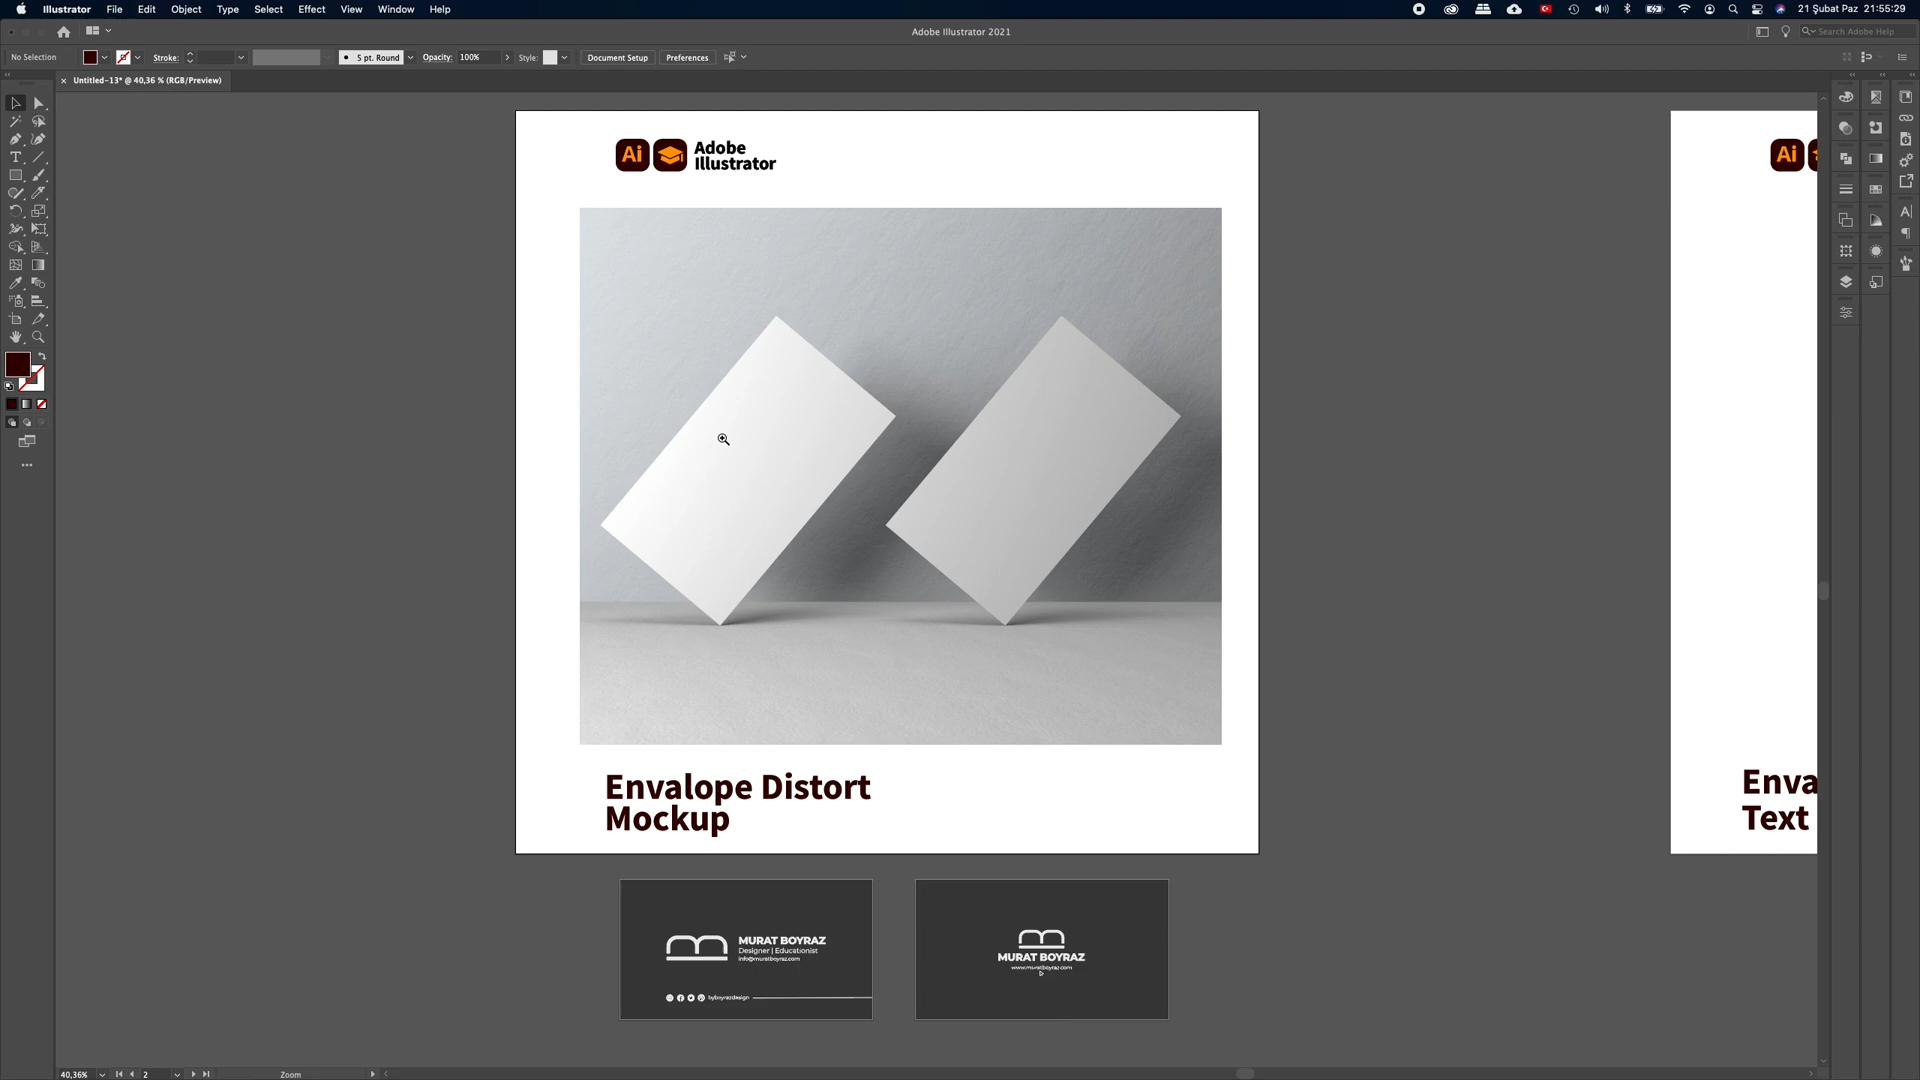 Illustrator File Edit Object Type Select Effect View Window Help
21 Şubat Paz 21:55:29
Adobe Illustrator 2021
Search Adobe Help
No Selection
Stroke:
5 pt. Round
Opacity: 100%
Style:
Document Setup
Preferences
× Untitled-13* @ 40,36 % (RGB/Preview)
Ai
Adobe
Illustrator
Ai
Envalope Distort
Mockup
Enva
Text
MURAT BOYRAZ
Designer | Educationist
info@muratboyraz.com
byboyrazdesign
MURAT BOYRAZ
www.muratboyraz.com
40,36%
2
Zoom